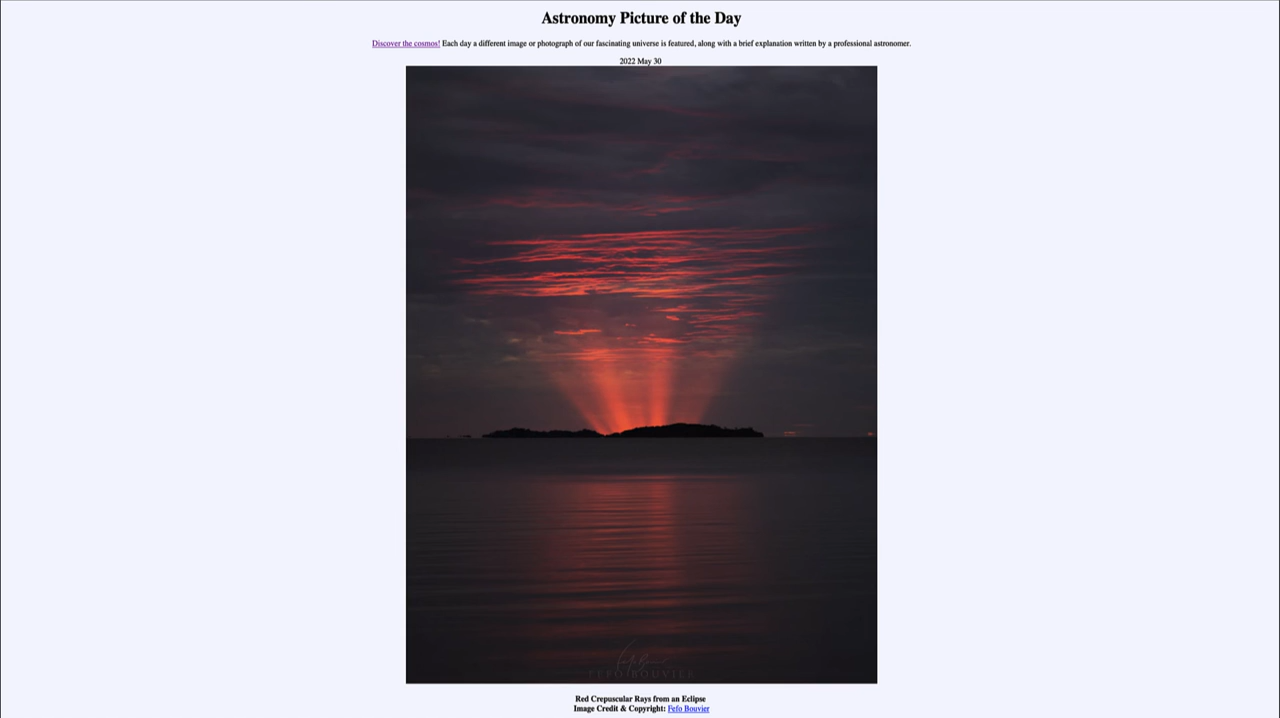 Astronomy Picture of the Day
Discover the cosmos! Each day a different image or photograph of our fascinating universe is featured, along with a brief explanation written by a professional astronomer.
2022 May 30
FEFO BOUVIER
Red Crepuscular Rays from an Eclipse
Image Credit & Copyright: Fefo Bouvier